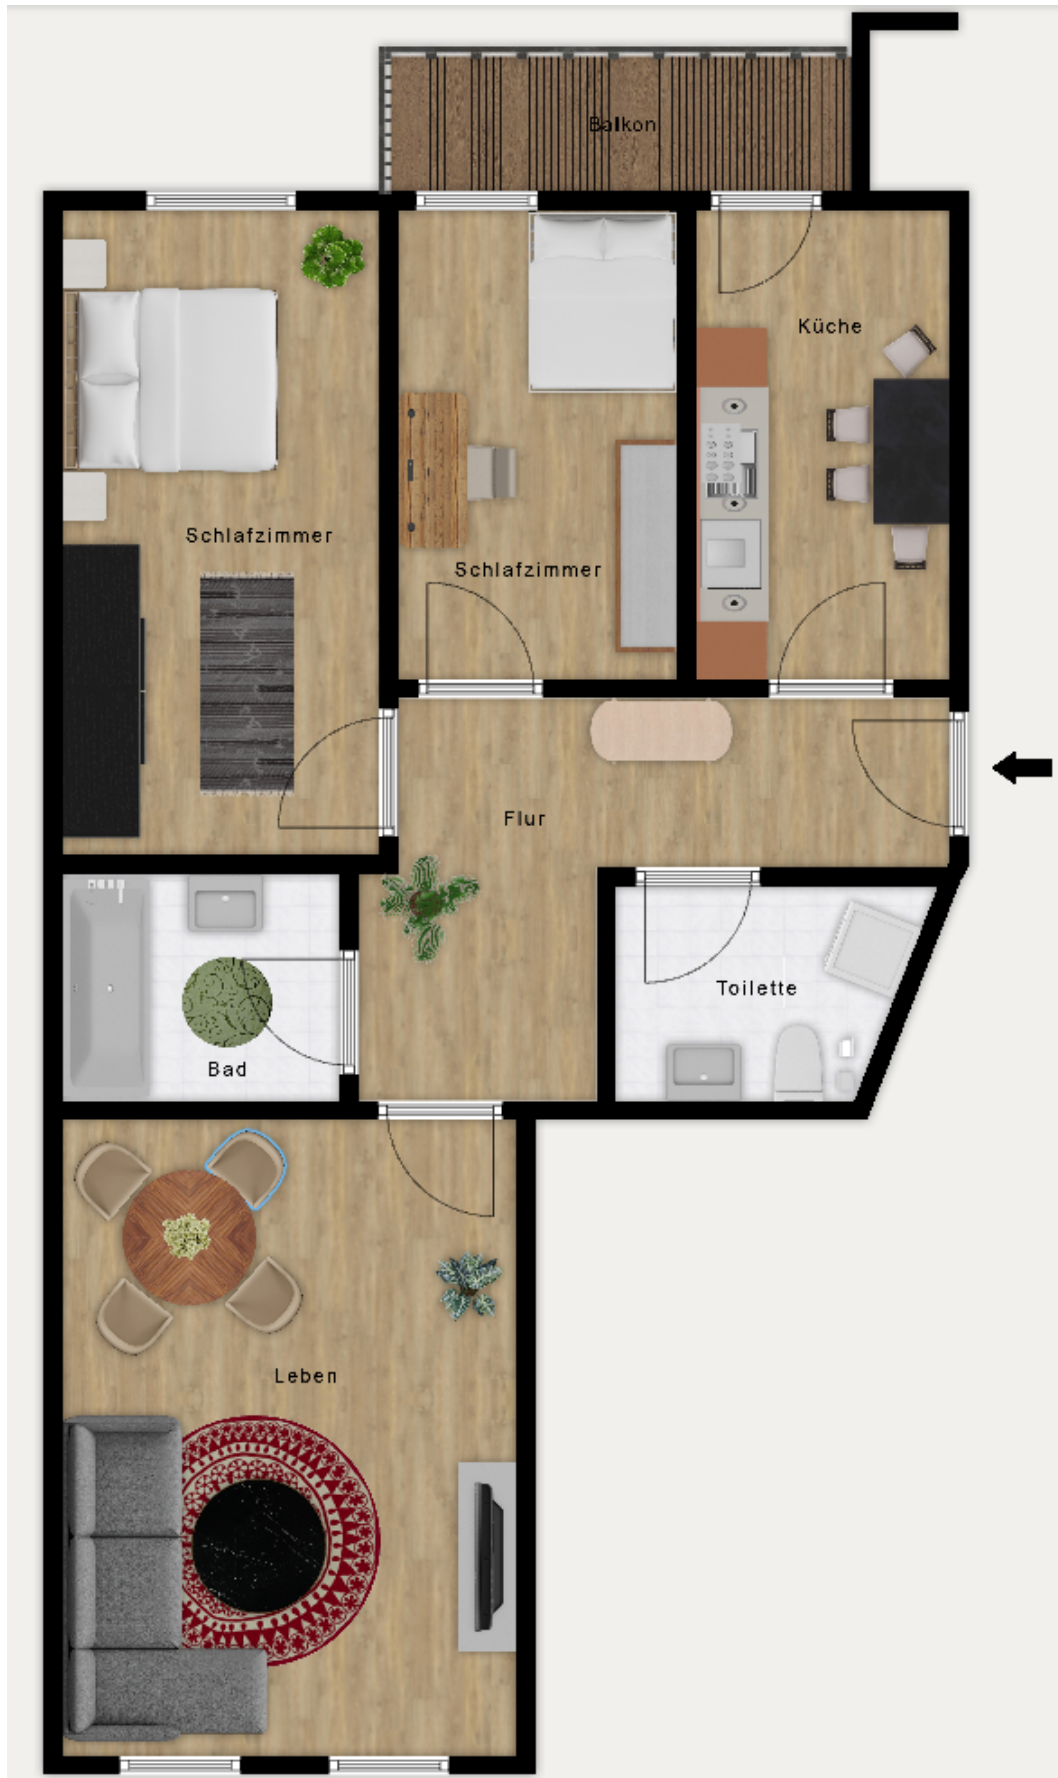 Balkon
Küche
Schlafzimmer
Schlafzimmer
Flur
Toilette
Bad
Leben